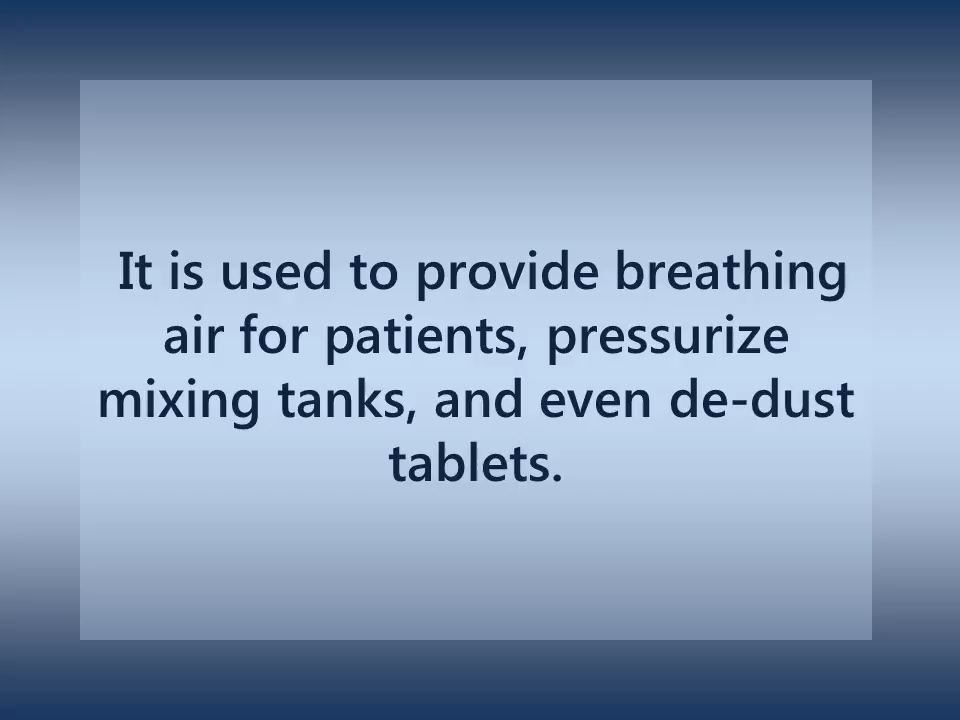 It is used to provide breathing
air for patients, pressurize
mixing tanks, and even de-dust
tablets.